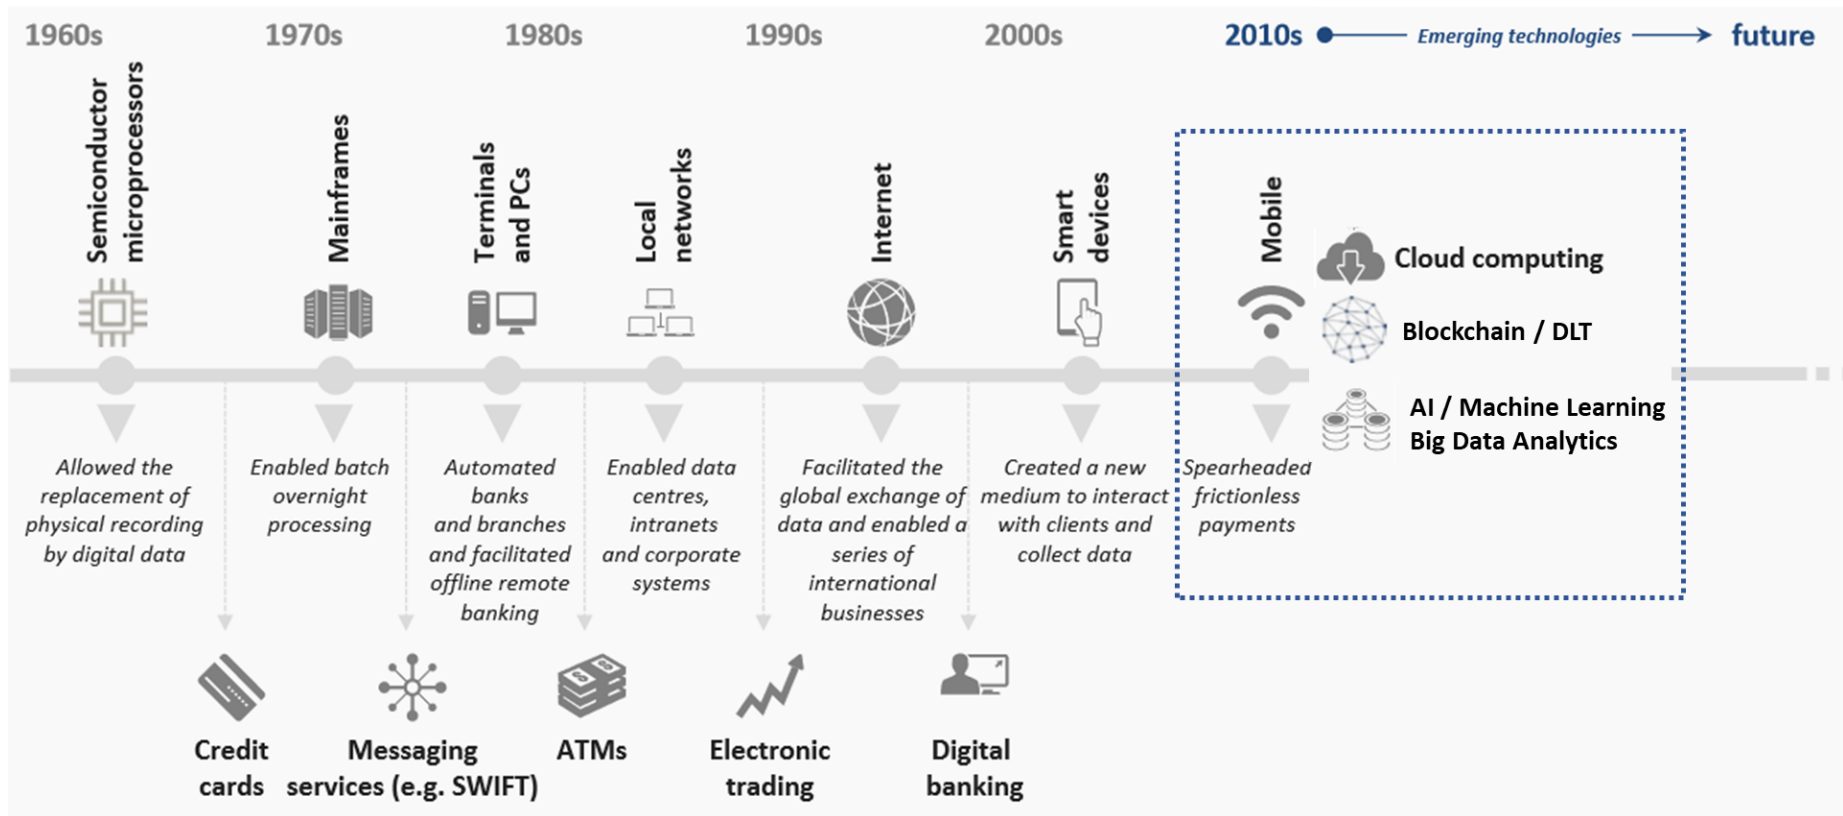 1960s
1970s
1980s
1990s
2000s
2010s
Emerging technologies
future
Semiconductor
microprocessors
Mainframes
Terminals
and PCs
Local
networks
Internet
Smart
devices
Mobile
Cloud computing
Blockchain / DLT
AI / Machine Learning
Big Data Analytics
Allowed the
replacement of
physical recording
by digital data
Enabled batch
overnight
processing
Automated
banks
and branches
and facilitated
offline remote
banking
Enabled data
centres,
intranets
and corporate
systems
Facilitated the
global exchange of
data and enabled a
series of
international
businesses
Created a new
medium to interact
with clients and
collect data
Spearheaded
frictionless
payments
Credit
cards
Messaging
services (e.g. SWIFT)
ATMs
Electronic
trading
Digital
banking